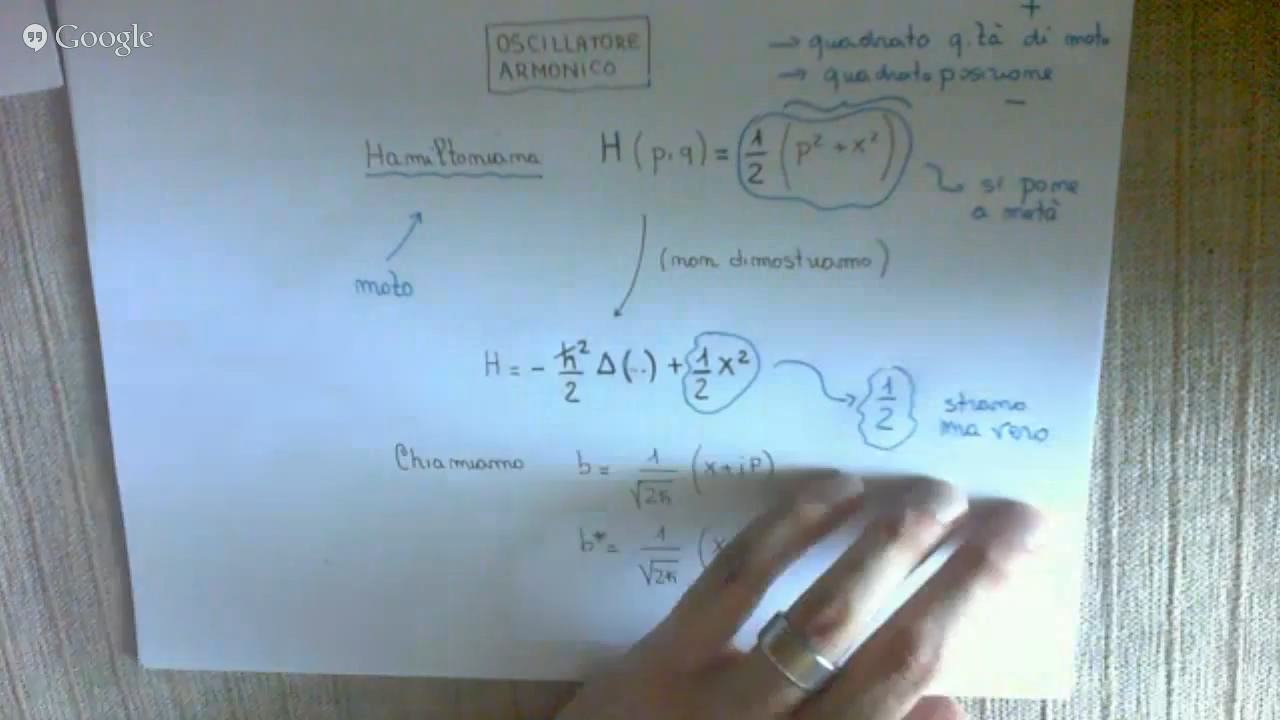 Google
OSCILLATORE
ARMONICO
+
→ quadrato q.tà di moto
→ quadrato posizione
−
Hamiltoniana H(p,q) = 1/2 (p² + x²)
si pone
a metà
moto
(non dimostriamo)
H = - ħ²/2 Δ(..) + 1/2 x²
1/2 strano
ma vero
Chiamiamo b = 1/√2ħ (x + iP)
b* = 1/√2ħ (x